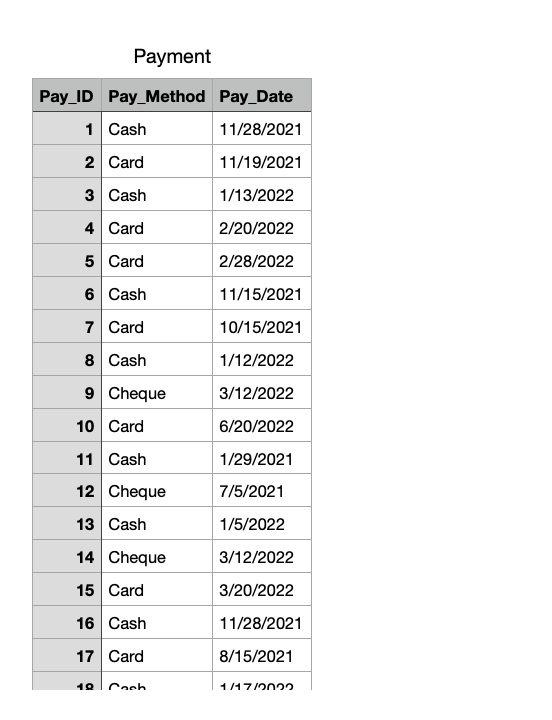 Payment
Pay_ID Pay_Method Pay_Date
1 Cash 11/28/2021
2 Card 11/19/2021
3 Cash 1/13/2022
4 Card 2/20/2022
5 Card 2/28/2022
6 Cash 11/15/2021
7 Card 10/15/2021
8 Cash 1/12/2022
9 Cheque 3/12/2022
10 Card 6/20/2022
11 Cash 1/29/2021
12 Cheque 7/5/2021
13 Cash 1/5/2022
14 Cheque 3/12/2022
15 Card 3/20/2022
16 Cash 11/28/2021
17 Card 8/15/2021
18 Cash 1/17/2022